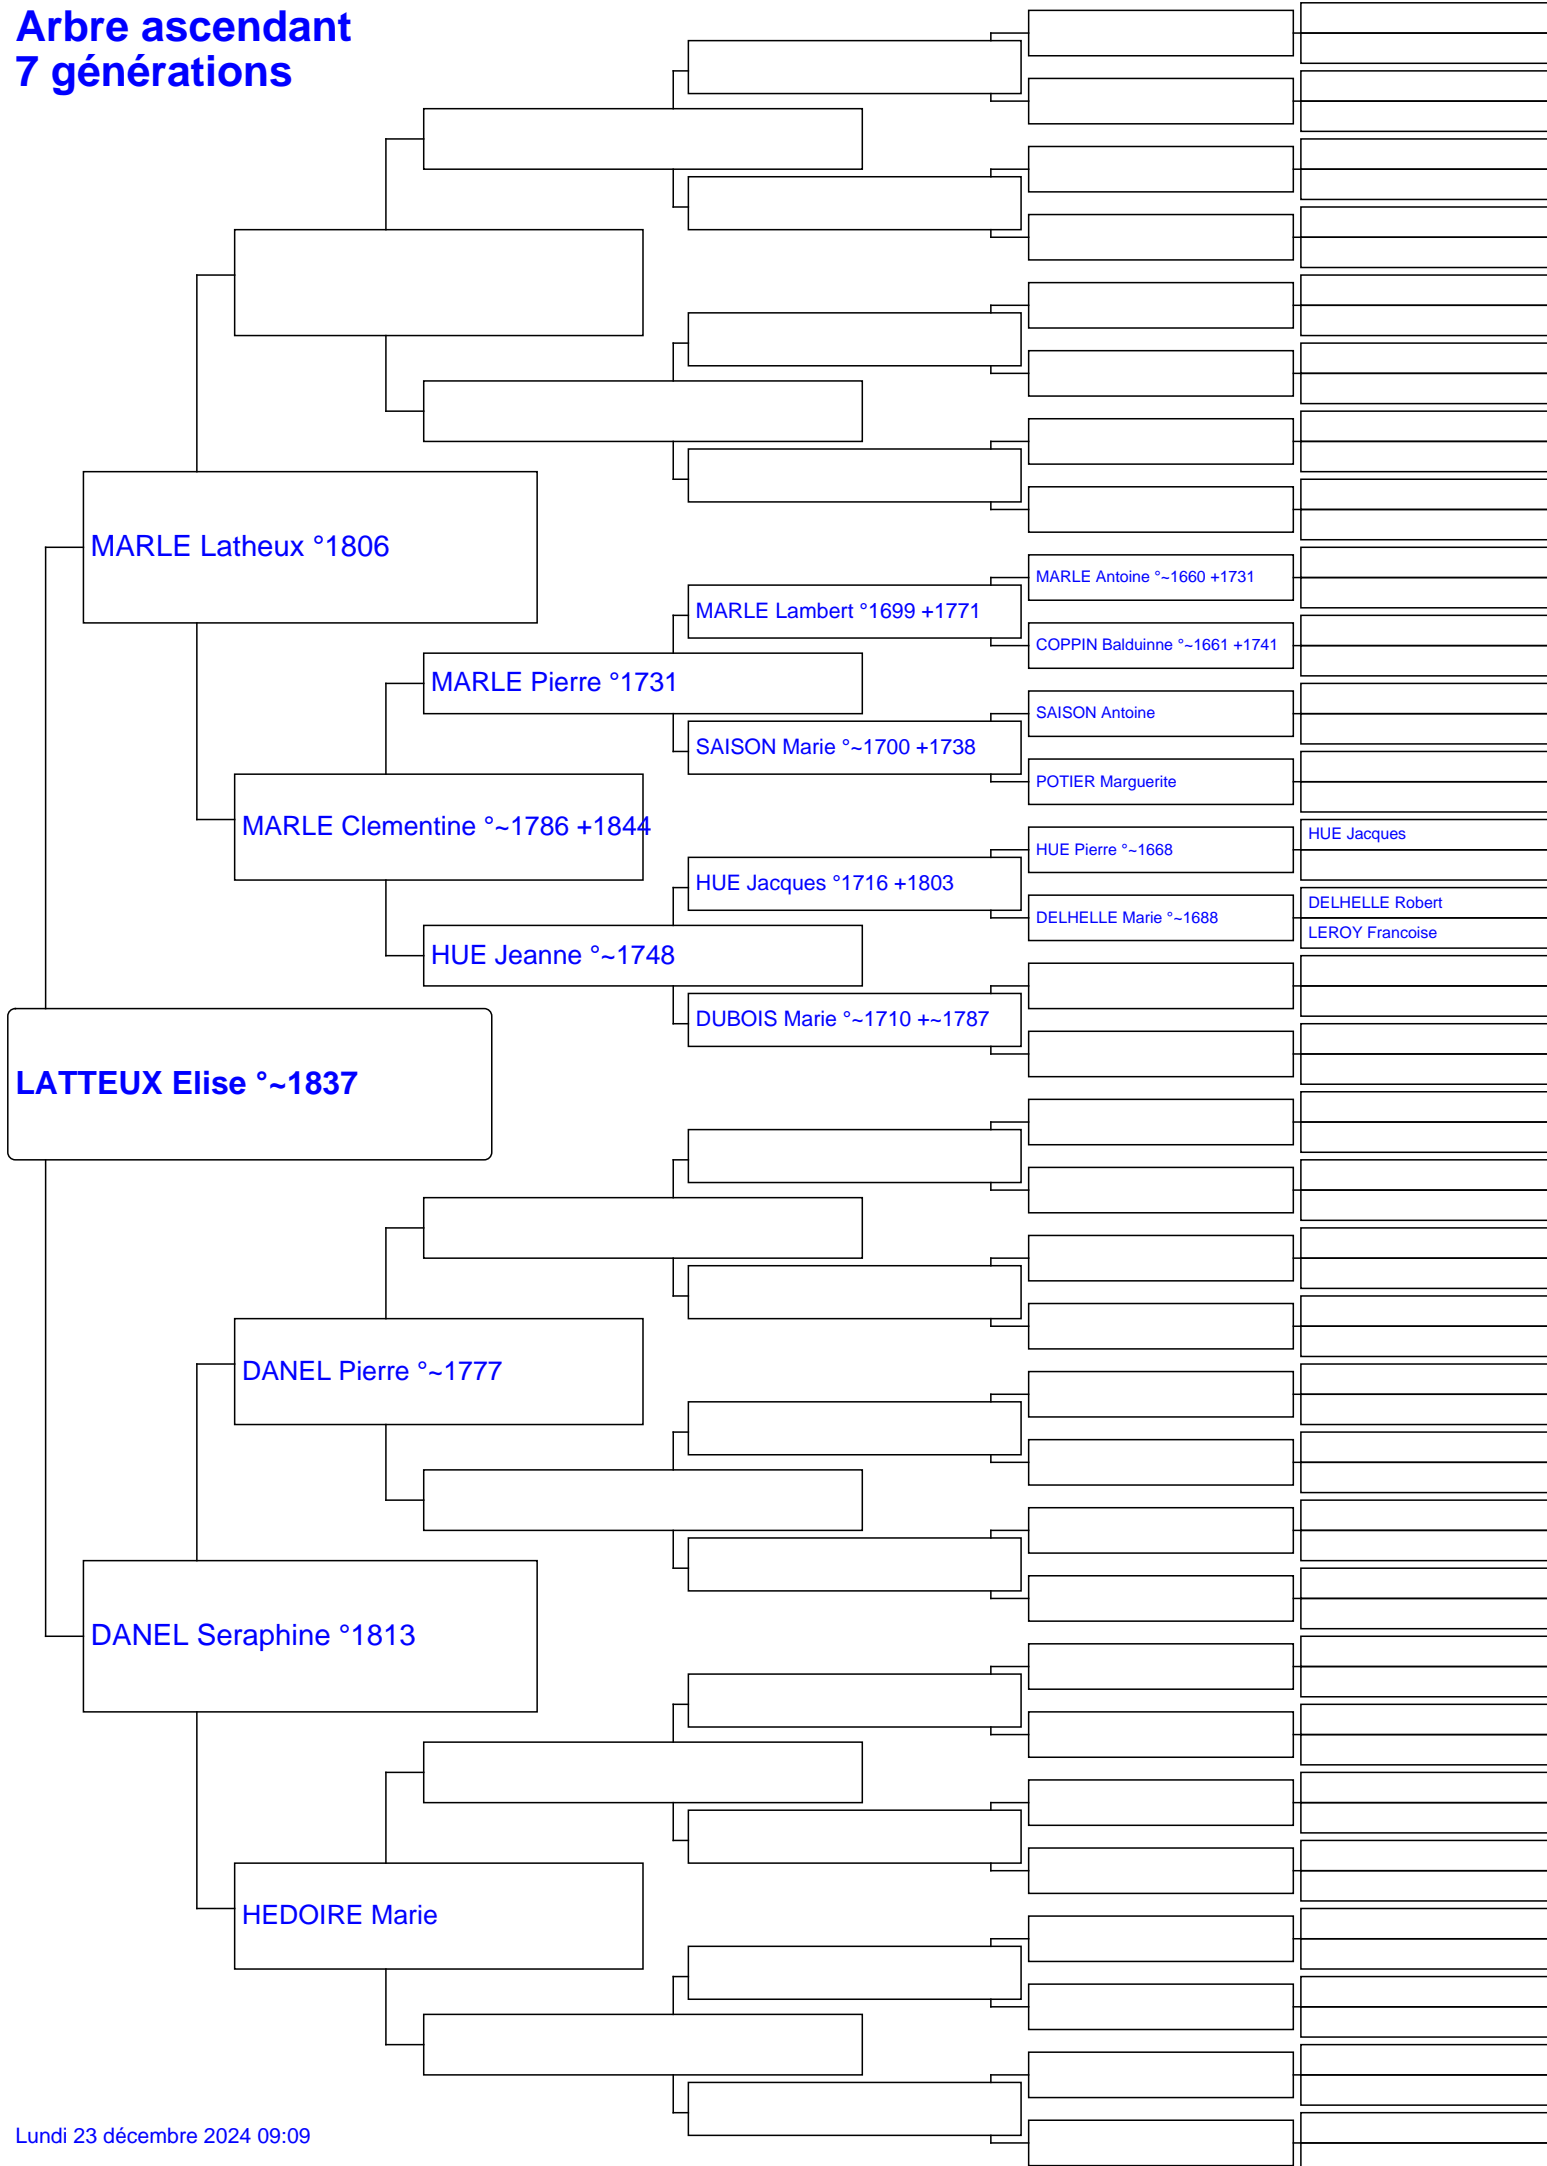 Arbre ascendant
7 générations
MARLE Latheux °1806
MARLE Antoine °~1660 +1731
MARLE Lambert °1699 +1771
COPPIN Balduinne °~1661 +1741
MARLE Pierre °1731
SAISON Antoine
SAISON Marie °~1700 +1738
POTIER Marguerite
MARLE Clementine °~1786 +1844
HUE Jacques
HUE Pierre °~1668
HUE Jacques °1716 +1803
DELHELLE Robert
DELHELLE Marie °~1688
LEROY Francoise
HUE Jeanne °~1748
DUBOIS Marie °~1710 +~1787
LATTEUX Elise °~1837
DANEL Pierre °~1777
DANEL Seraphine °1813
HEDOIRE Marie
Lundi 23 décembre 2024 09:09